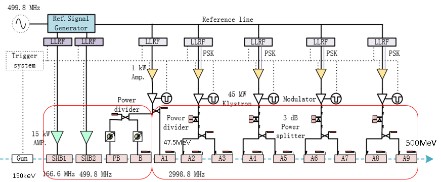 499.8 MHz
Ref.Signal
Generator
Reference line
LLRF
LLRF
LLRF
LLRF
LLRF
LLRF
LLRF
Trigger
system
PSK
PSK
PSK
PSK
1 kW
Amp.
45 MW
Klystron
Modulator
Power
divider
Power
divider
3 dB
Power
splitter
15 kW
AMP.
47.5MeV
500MeV
Gun
SHB1
SHB2
PB
B
A1
A2
A3
A4
A5
A6
A7
A8
A9
150keV
166.6 MHz
499.8 MHz
2998.8 MHz